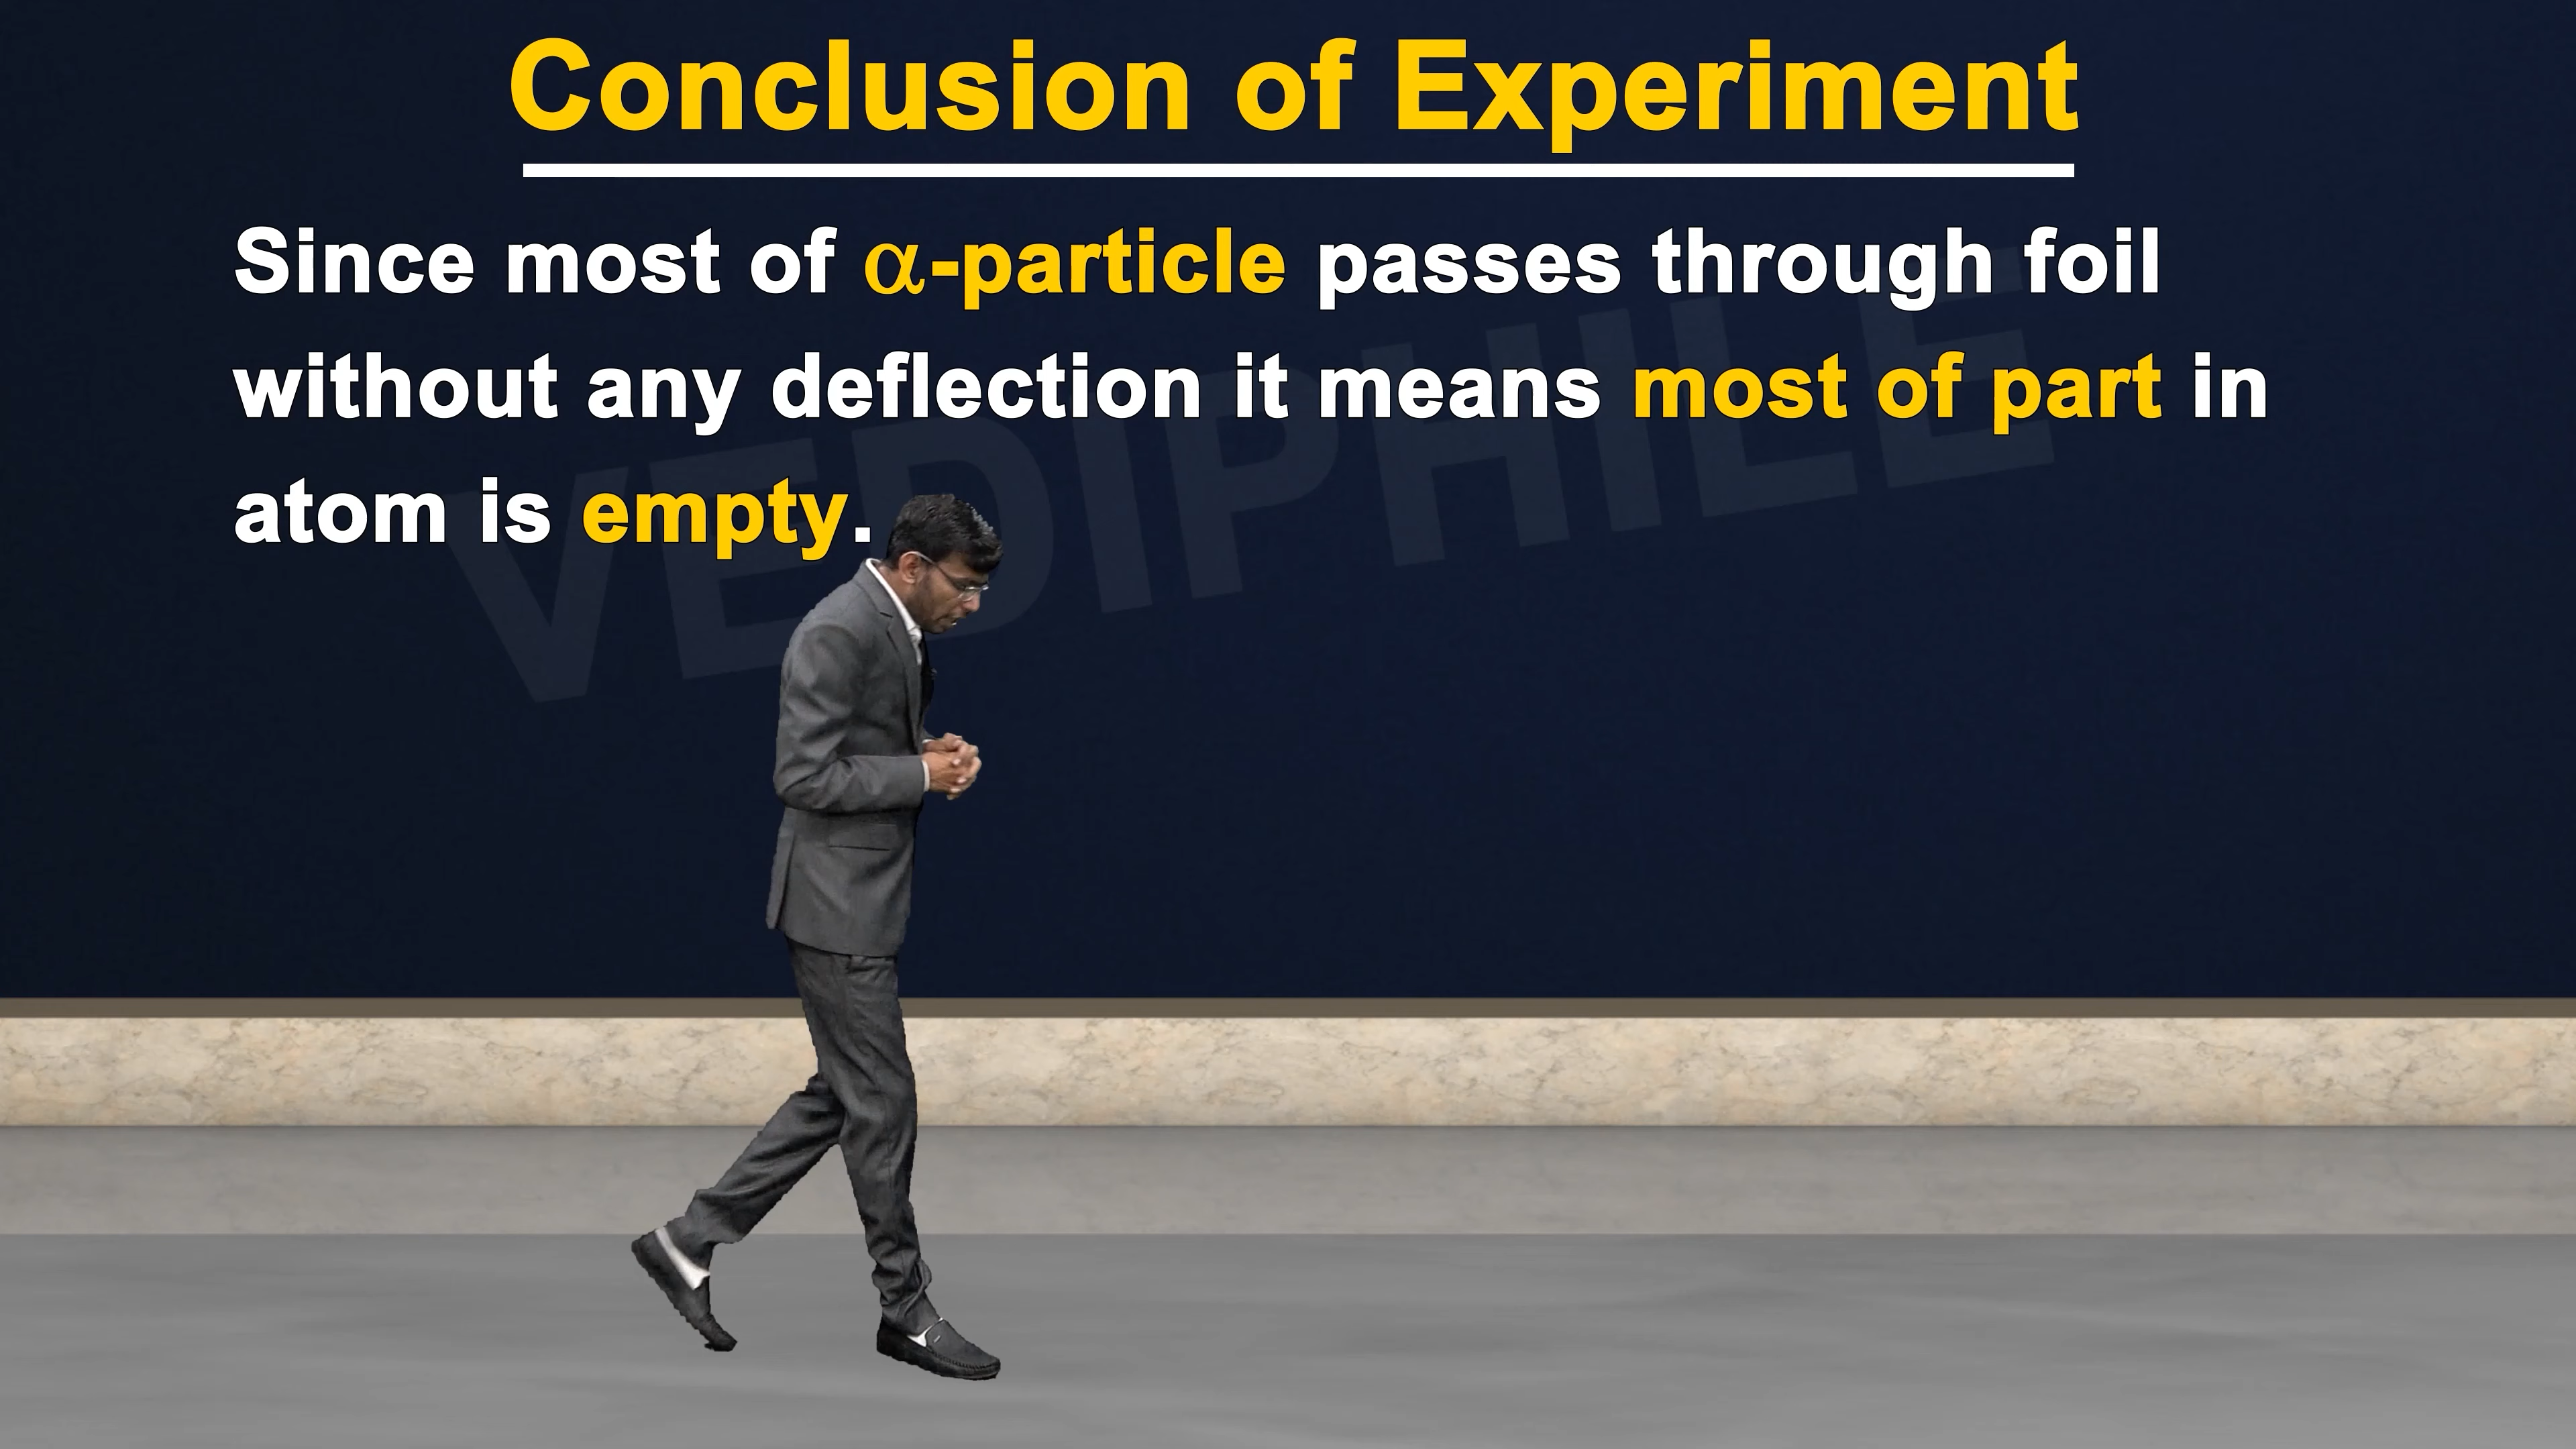 Conclusion of Experiment
Since most of α-particle passes through foil
without any deflection it means most of part in
atom is empty.
VEDIPHILE